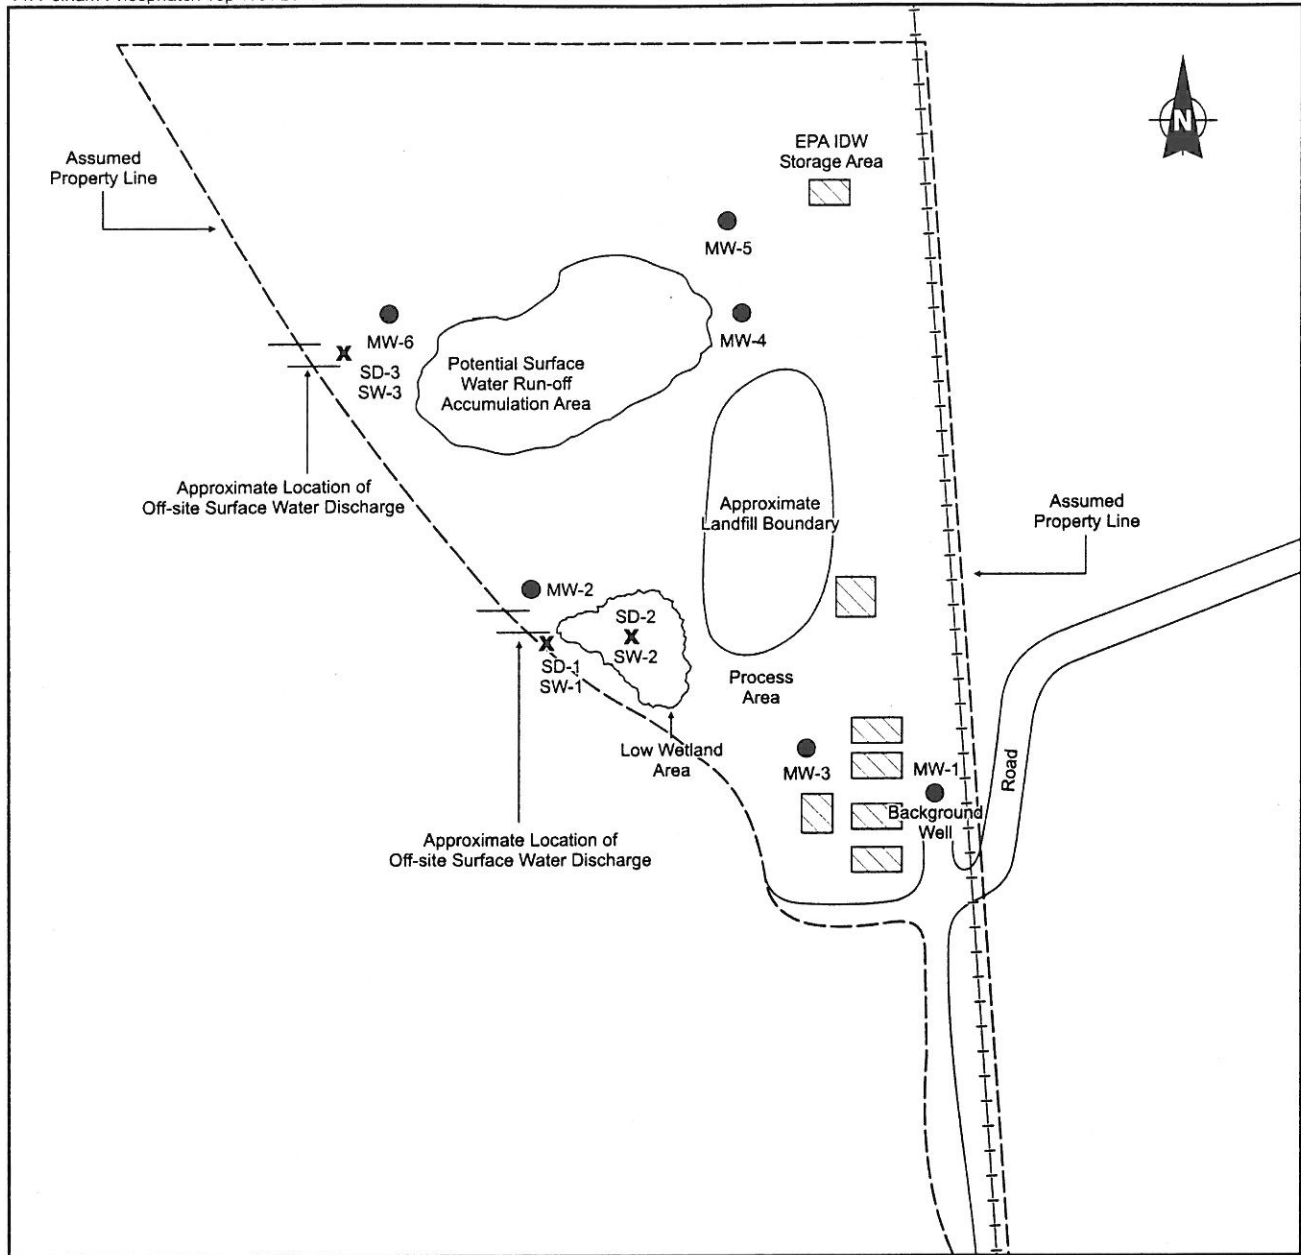 N
EPA IDW
Storage Area
Assumed
Property Line
MW-5
MW-6
MW-4
SD-3
SW-3
Potential Surface
Water Run-off
Accumulation Area
Approximate Location of
Off-site Surface Water Discharge
Approximate
Landfill Boundary
Assumed
Property Line
MW-2
SD-2
X
SW-2
X
SD-1
SW-1
X
Process
Area
Low Wetland
Area
MW-3
MW-1
Background
Well
Road
Approximate Location of
Off-site Surface Water Discharge